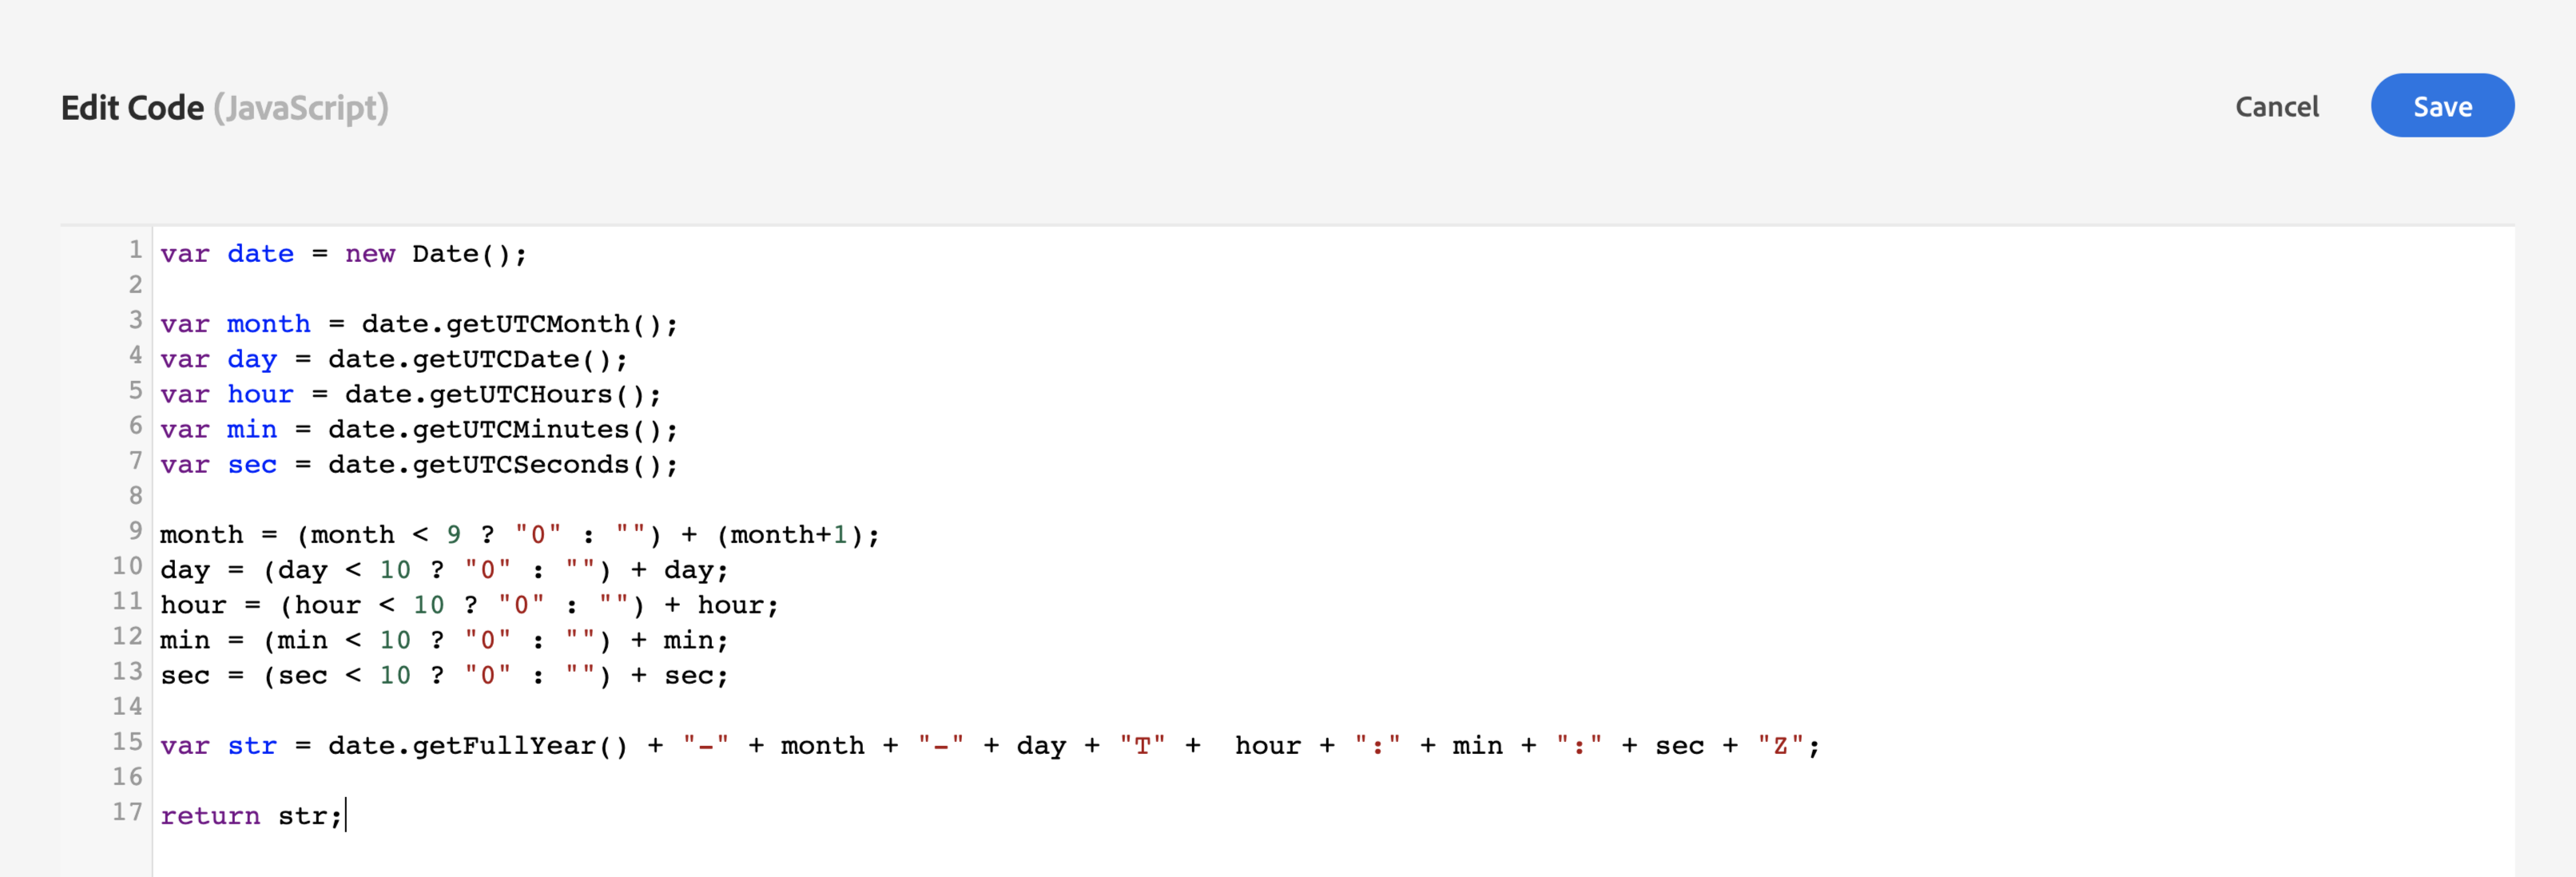 Edit Code (JavaScript)
Cancel
Save
1 var date = new Date();
2
3 var month = date.getUTCMonth();
4 var day = date.getUTCDate();
5 var hour = date.getUTCHours();
6 var min = date.getUTCMinutes();
7 var sec = date.getUTCSeconds();
8
9 month = (month < 9 ? "0" : "") + (month+1);
10 day = (day < 10 ? "0" : "") + day;
11 hour = (hour < 10 ? "0" : "") + hour;
12 min = (min < 10 ? "0" : "") + min;
13 sec = (sec < 10 ? "0" : "") + sec;
14
15 var str = date.getFullYear() + "-" + month + "-" + day + "T" +  hour + ":" + min + ":" + sec + "Z";
16
17 return str;